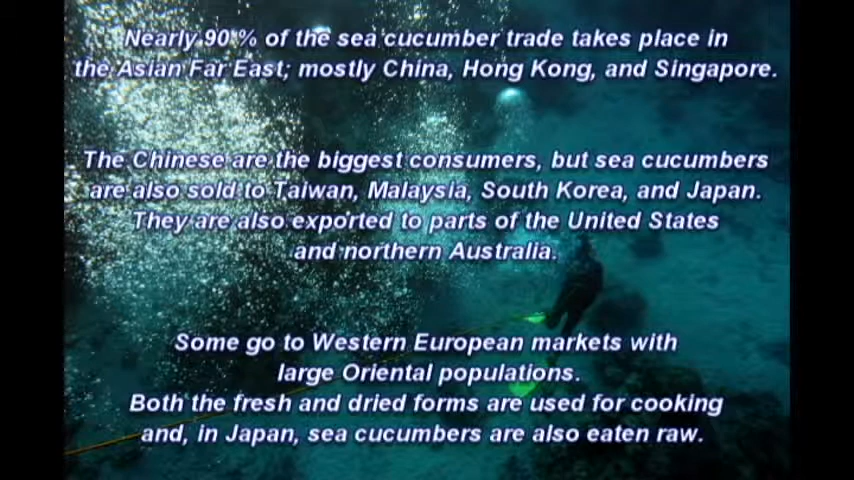 Nearly 90 % of the sea cucumber trade takes place in
the Asian Far East; mostly China, Hong Kong, and Singapore.
The Chinese are the biggest consumers, but sea cucumbers
are also sold to Taiwan, Malaysia, South Korea, and Japan.
They are also exported to parts of the United States
and northern Australia.
Some go to Western European markets with
large Oriental populations.
Both the fresh and dried forms are used for cooking
and, in Japan, sea cucumbers are also eaten raw.